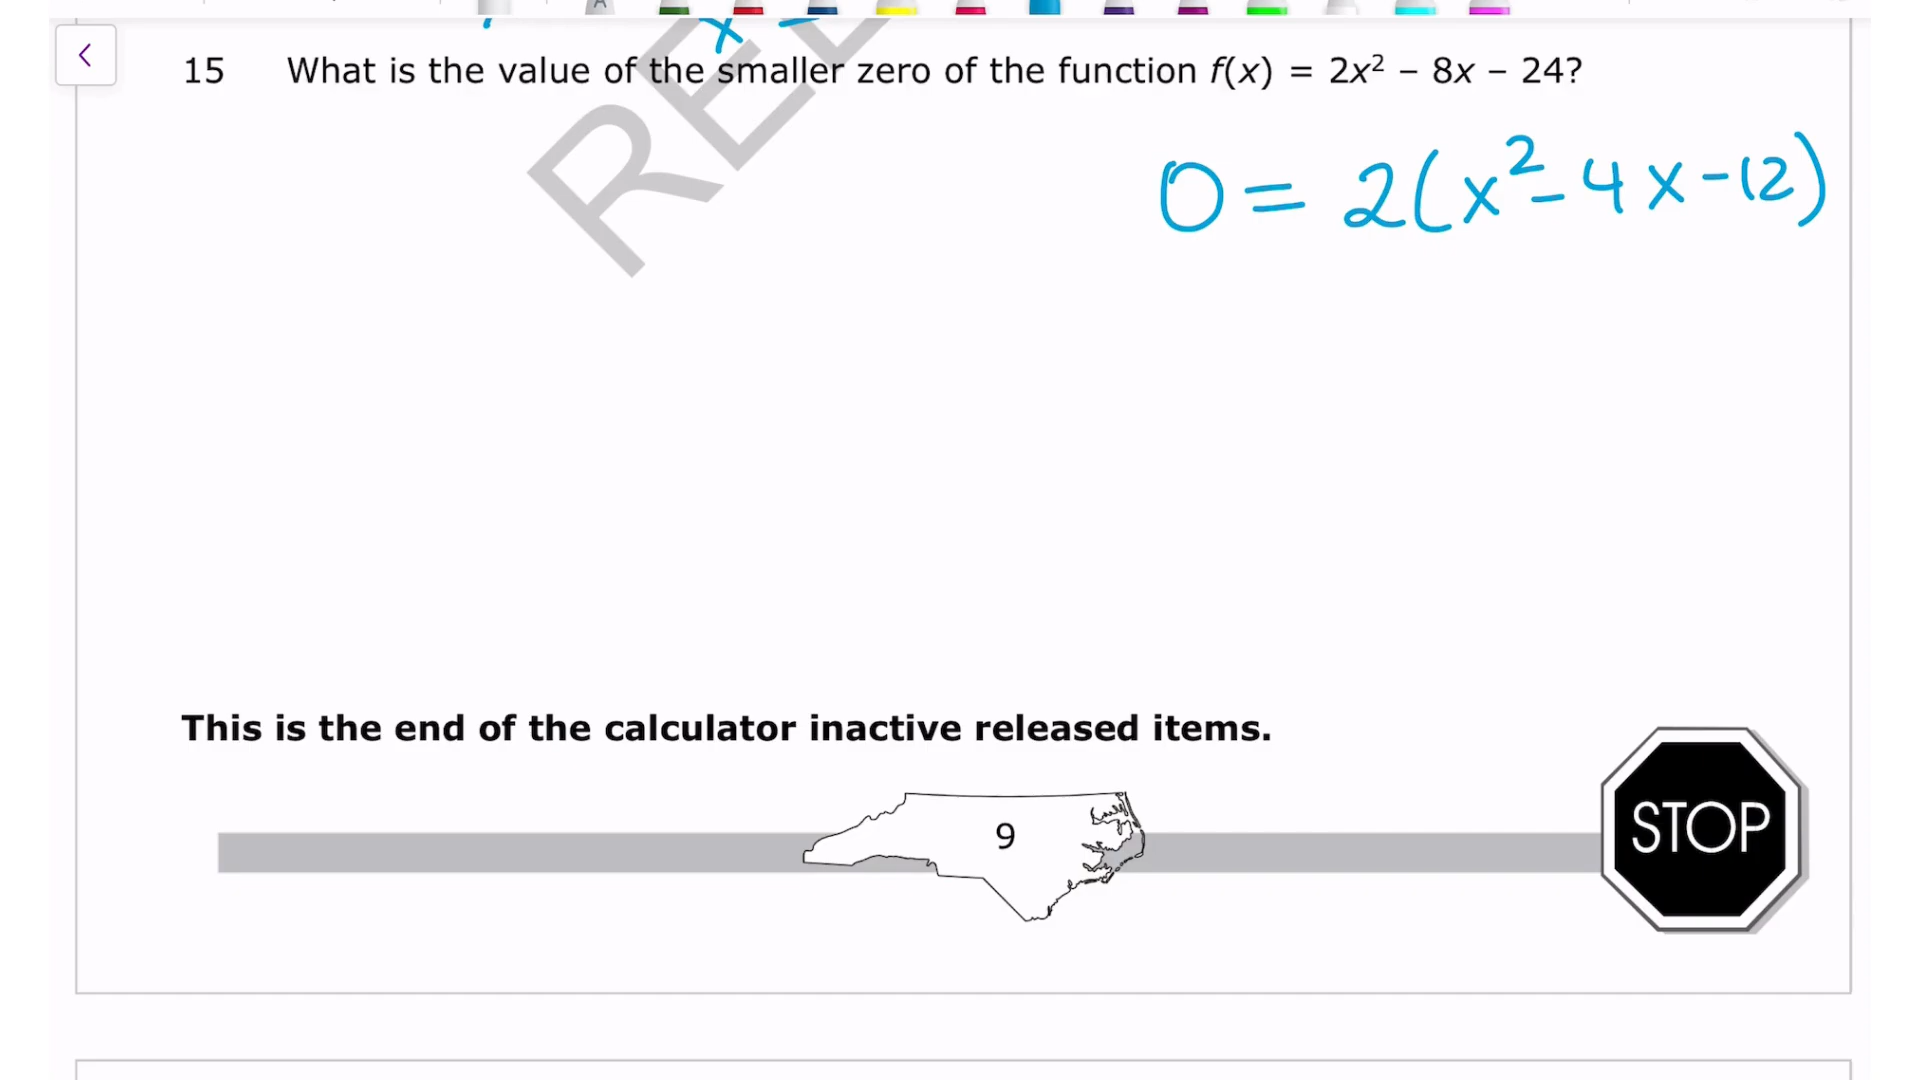 15 What is the value of the smaller zero of the function f(x) = 2x² – 8x – 24?
0 = 2(x² - 4x - 12)
This is the end of the calculator inactive released items.
9
STOP